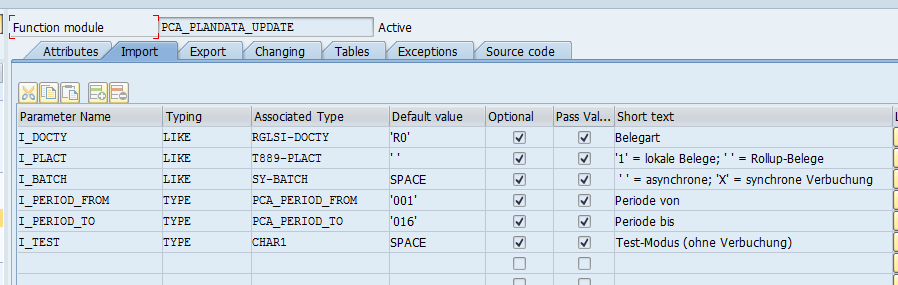 Function module PCA_PLANDATA_UPDATE Active
Attributes Import Export Changing Tables Exceptions Source code
Parameter Name Typing Associated Type Default value Optional Pass Val... Short text
I_DOCTY LIKE RGLSI-DOCTY 'R0' Belegart
I_PLACT LIKE T889-PLACT ' ' '1' = lokale Belege; ' ' = Rollup-Belege
I_BATCH LIKE SY-BATCH SPACE ' ' = asynchrone; 'X' = synchrone Verbuchung
I_PERIOD_FROM TYPE PCA_PERIOD_FROM '001' Periode von
I_PERIOD_TO TYPE PCA_PERIOD_TO '016' Periode bis
I_TEST TYPE CHAR1 SPACE Test-Modus (ohne Verbuchung)